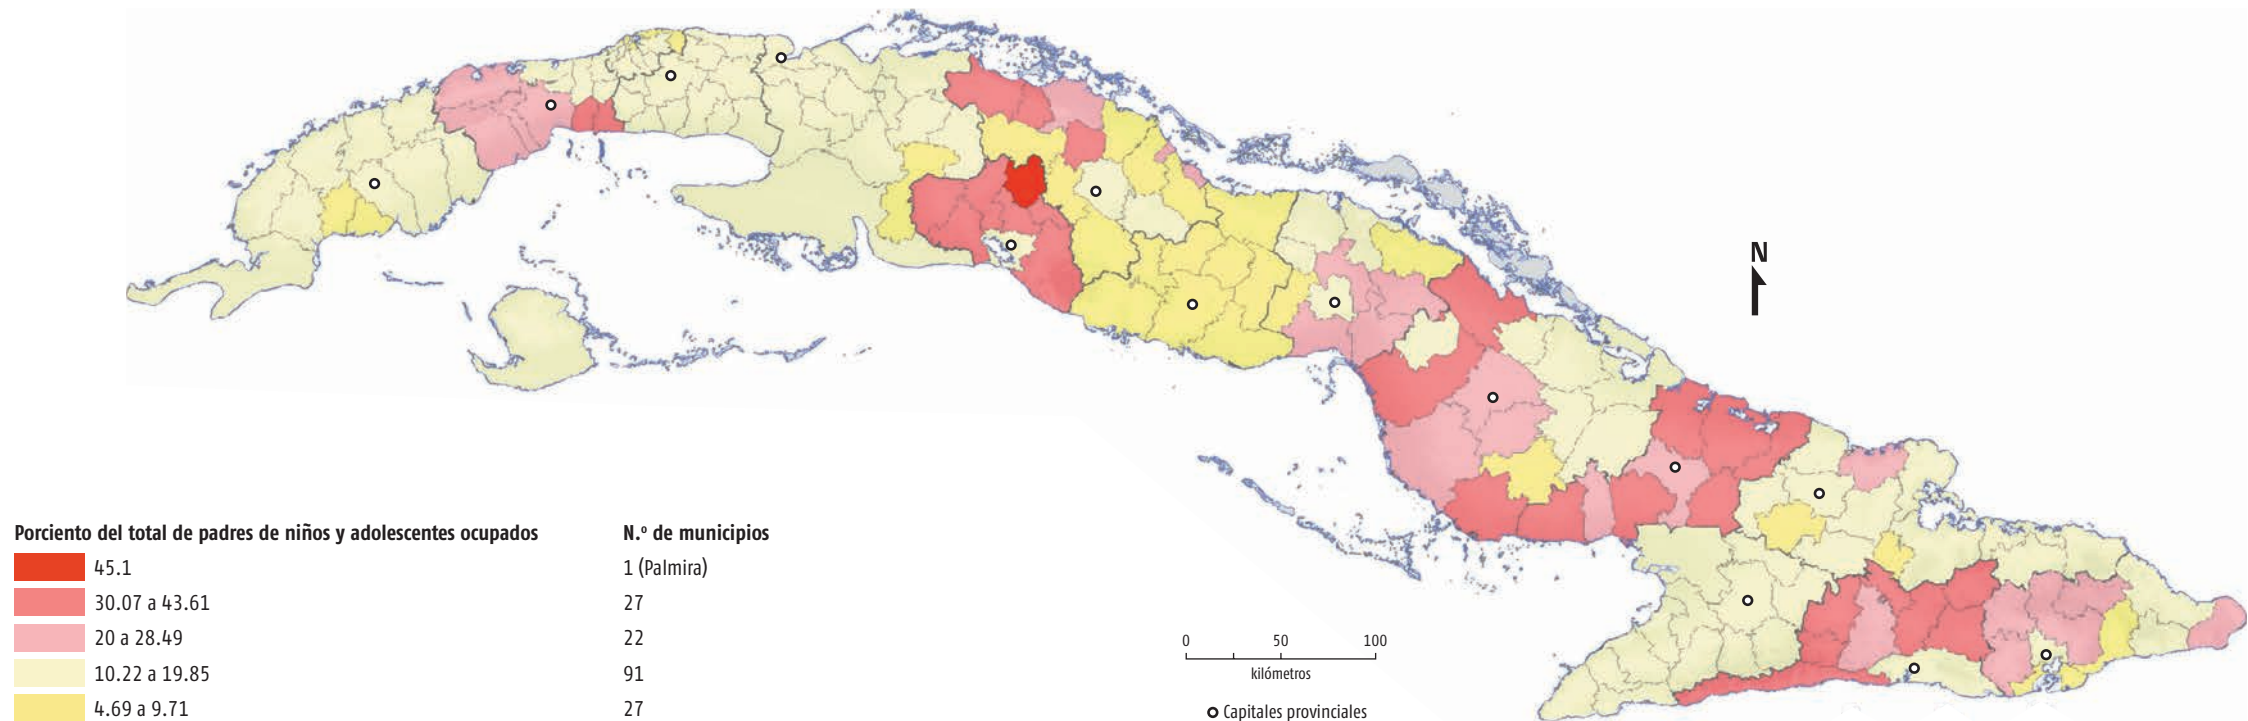 N
Porciento del total de padres de niños y adolescentes ocupados N.º de municipios
45.1 1 (Palmira)
30.07 a 43.61 27
20 a 28.49 22
10.22 a 19.85 91
4.69 a 9.71 27
0 50 100
kilómetros
Capitales provinciales